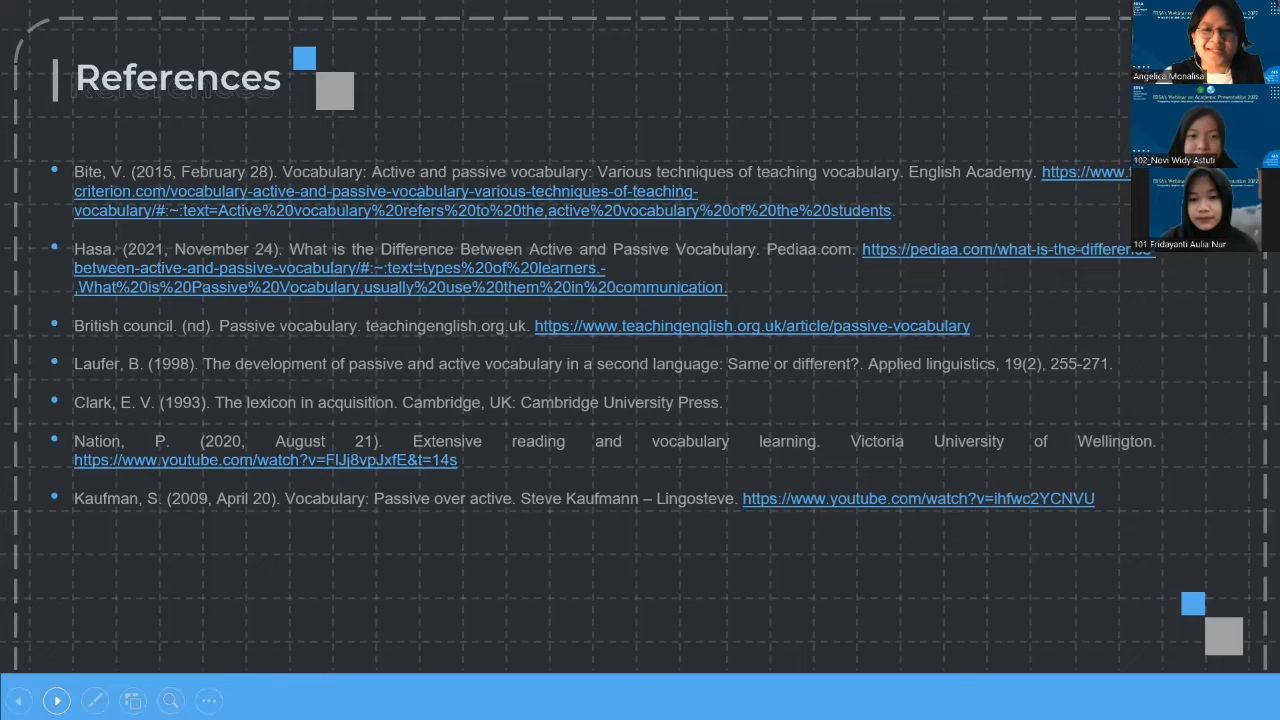 References
Bite, V. (2015, February 28). Vocabulary: Active and passive vocabulary: Various techniques of teaching vocabulary. English Academy. https://www.
criterion.com/vocabulary-active-and-passive-vocabulary-various-techniques-of-teaching-
vocabulary/#:~:text=Active%20vocabulary%20refers%20to%20the,active%20vocabulary%20of%20the%20students.
Hasa. (2021, November 24). What is the Difference Between Active and Passive Vocabulary. Pediaa.com. https://pediaa.com/what-is-the-differen
between-active-and-passive-vocabulary/#:~:text=types%20of%20learners.-
,What%20is%20Passive%20Vocabulary,usually%20use%20them%20in%20communication.
British council. (nd). Passive vocabulary. teachingenglish.org.uk. https://www.teachingenglish.org.uk/article/passive-vocabulary
Laufer, B. (1998). The development of passive and active vocabulary in a second language: Same or different?. Applied linguistics, 19(2), 255-271.
Clark, E. V. (1993). The lexicon in acquisition. Cambridge, UK: Cambridge University Press.
Nation, P. (2020, August 21). Extensive reading and vocabulary learning. Victoria University of Wellington.
https://www.youtube.com/watch?v=FlJj8vpJxfE&t=14s
Kaufman, S. (2009, April 20). Vocabulary: Passive over active. Steve Kaufmann – Lingosteve. https://www.youtube.com/watch?v=ihfwc2YCNVU
Angelica Monalisa
EDSA's Webinar on Academic Presentation 2022
102_Novi Widy Astuti
101 Fridayanti Aulia Nur